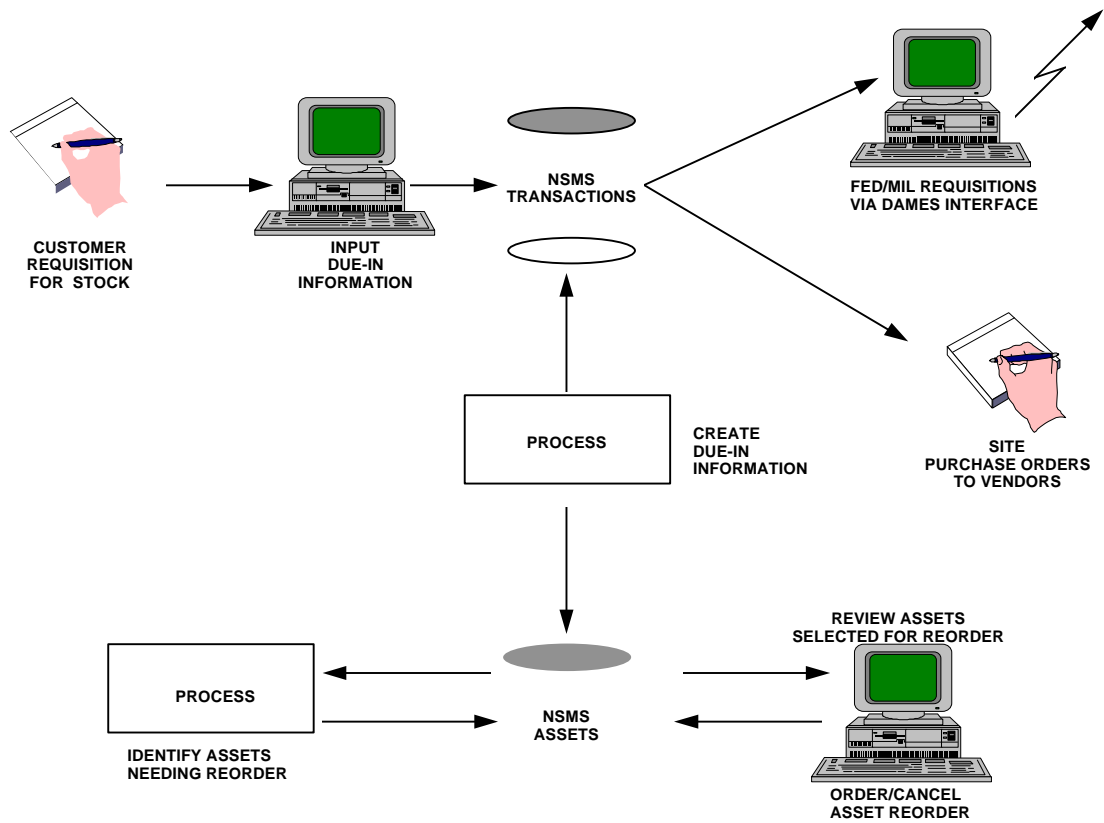 CUSTOMER
REQUISITION
FOR STOCK
INPUT
DUE-IN
INFORMATION
NSMS
TRANSACTIONS
FED/MIL REQUISITIONS
VIA DAMES INTERFACE
SITE
PURCHASE ORDERS
TO VENDORS
PROCESS
CREATE
DUE-IN
INFORMATION
PROCESS
IDENTIFY ASSETS
NEEDING REORDER
NSMS
ASSETS
REVIEW ASSETS
SELECTED FOR REORDER
ORDER/CANCEL
ASSET REORDER